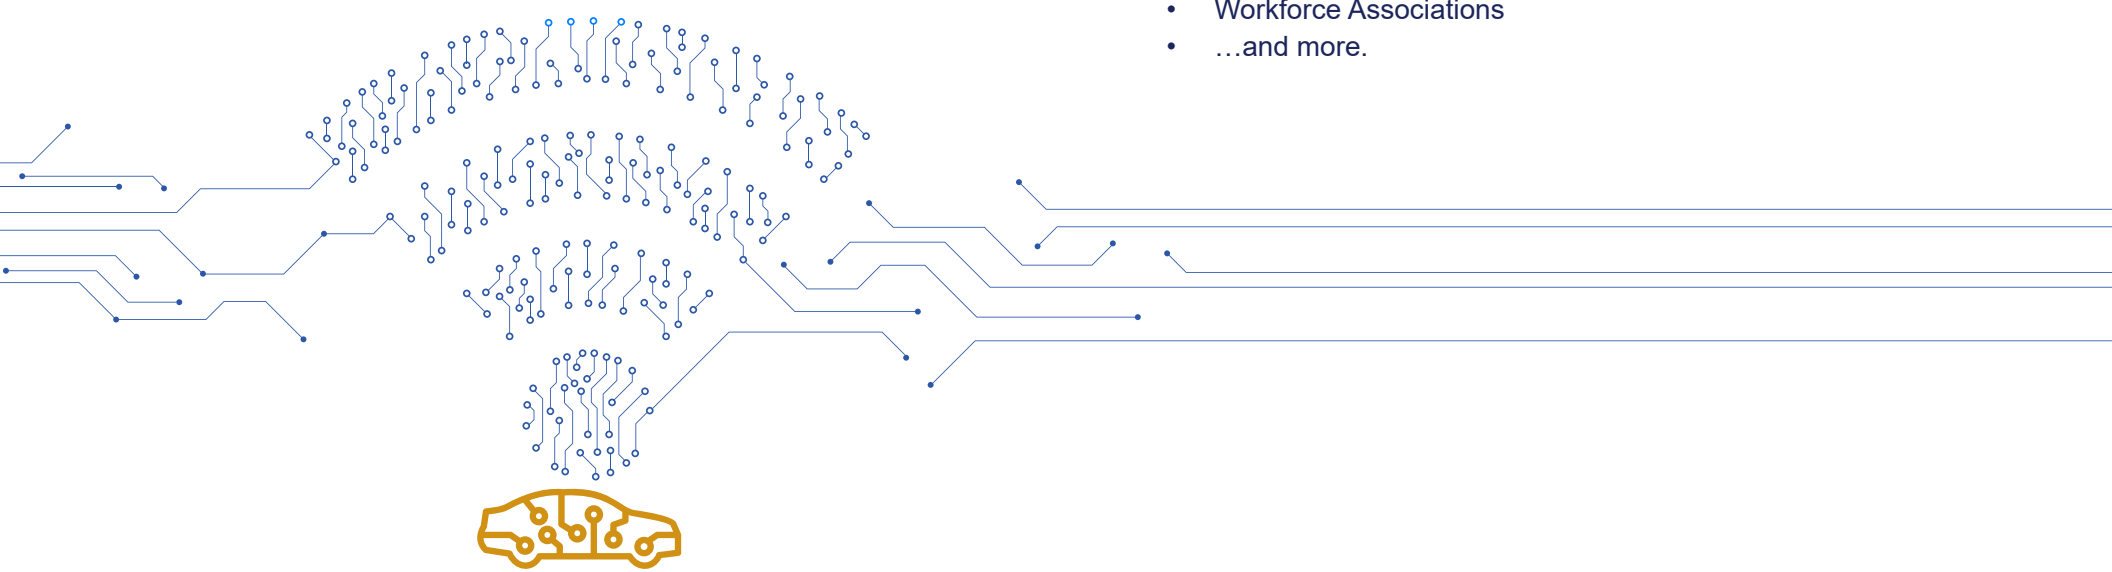 • Workforce Associations
• …and more.